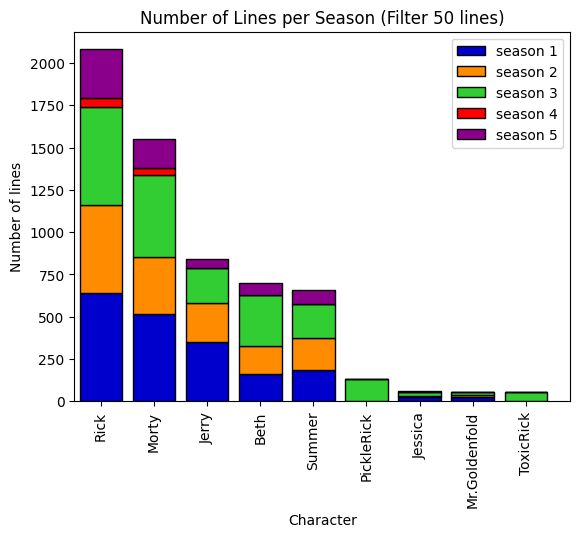 Number of Lines per Season (Filter 50 lines)
season 1
season 2
season 3
season 4
season 5
Number of lines
2000
1750
1500
1250
1000
750
500
250
0
Rick
Morty
Jerry
Beth
Summer
PickleRick
Jessica
Mr.Goldenfold
ToxicRick
Character